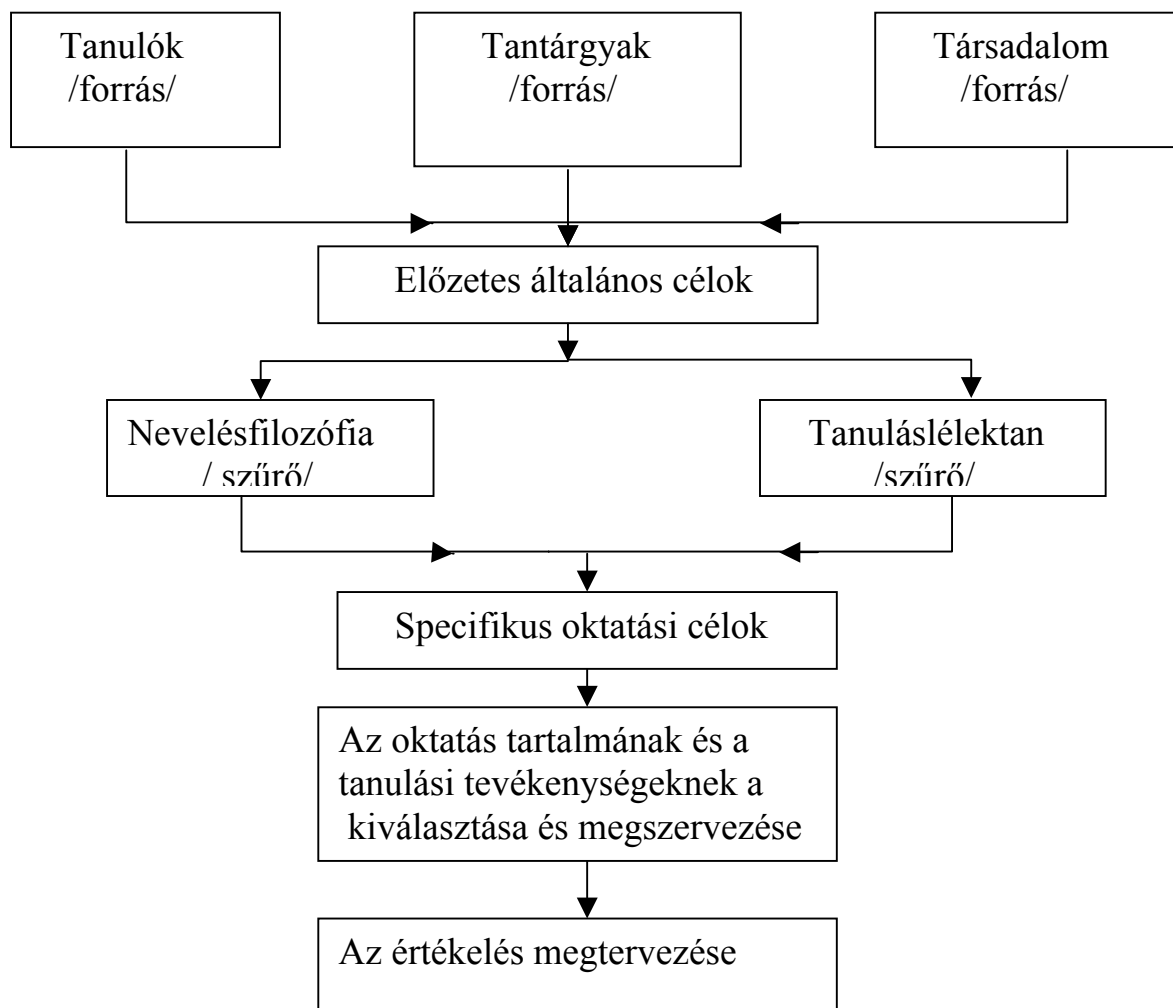 Tanulók
/forrás/
Tantárgyak
/forrás/
Társadalom
/forrás/
Előzetes általános célok
Nevelésfilozófia
/ szűrő/
Tanuláslélektan
/szűrő/
Specifikus oktatási célok
Az oktatás tartalmának és a
tanulási tevékenységeknek a
kiválasztása és megszervezése
Az értékelés megtervezése